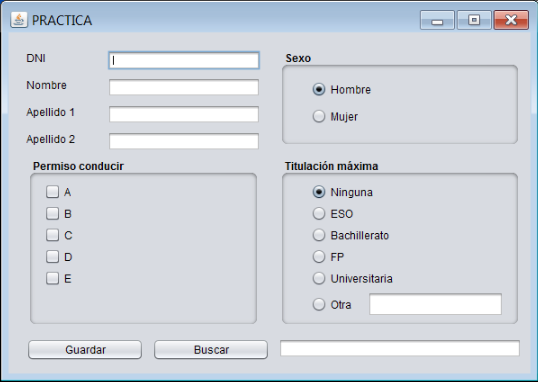 PRACTICA
DNI
Nombre
Apellido 1
Apellido 2
Sexo
Hombre
Mujer
Permiso conducir
A
B
C
D
E
Titulación máxima
Ninguna
ESO
Bachillerato
FP
Universitaria
Otra
Guardar
Buscar